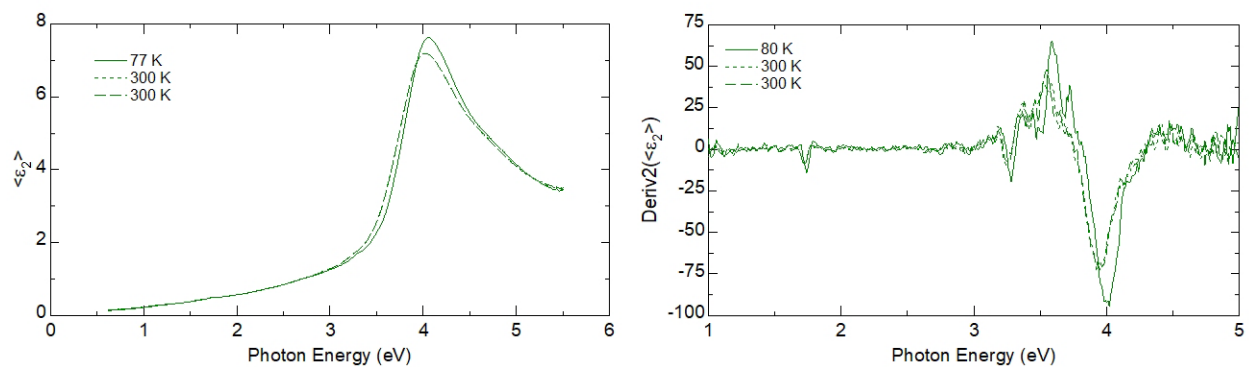 8
6
4
2
0
<ε₂>
77 K
300 K
300 K
0 1 2 3 4 5 6
Photon Energy (eV)
75
50
25
0
-25
-50
-75
-100
Deriv2(<ε₂>)
80 K
300 K
300 K
1 2 3 4 5
Photon Energy (eV)